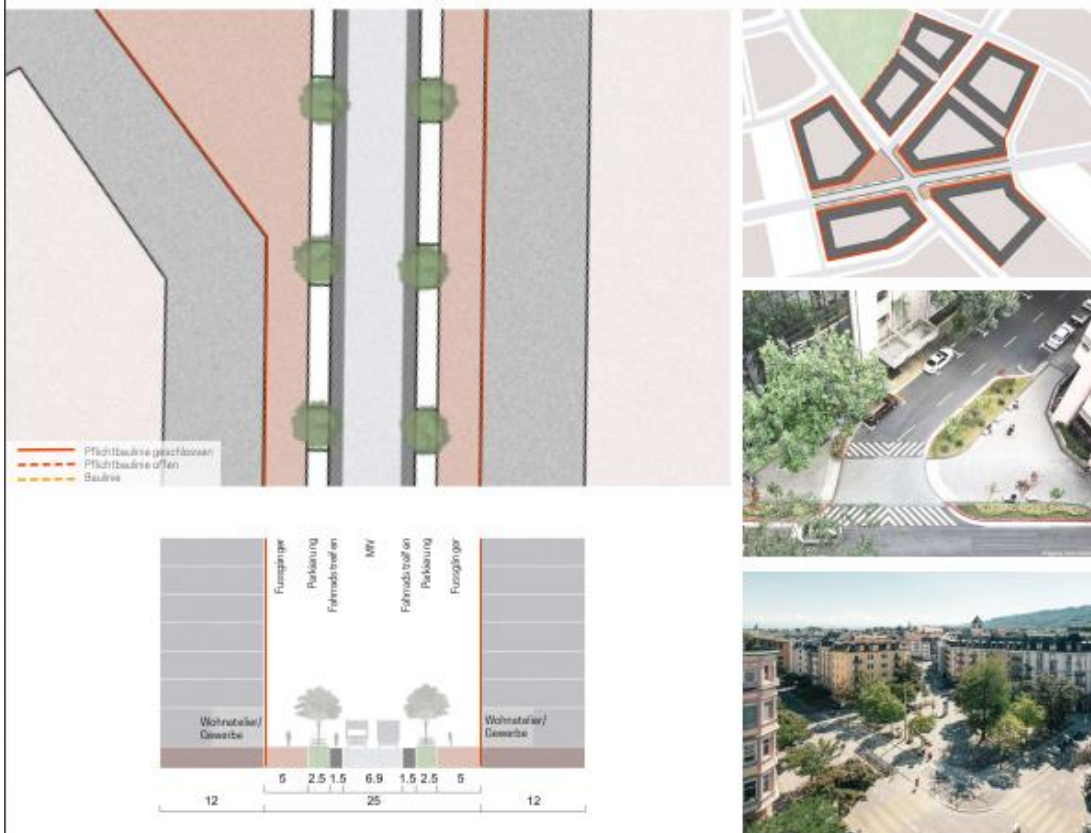 Pflichtbaulinie geschlossen
Pflichtbaulinie offen
Baulinie
Fussgänger
Parkierung
Fahrradstreifen
MIV
Fahrradstreifen
Parkierung
Fussgänger
Wohnatelier/
Gewerbe
Wohnatelier/
Gewerbe
5 2.5 1.5 6.9 1.5 2.5 5
12 25 12